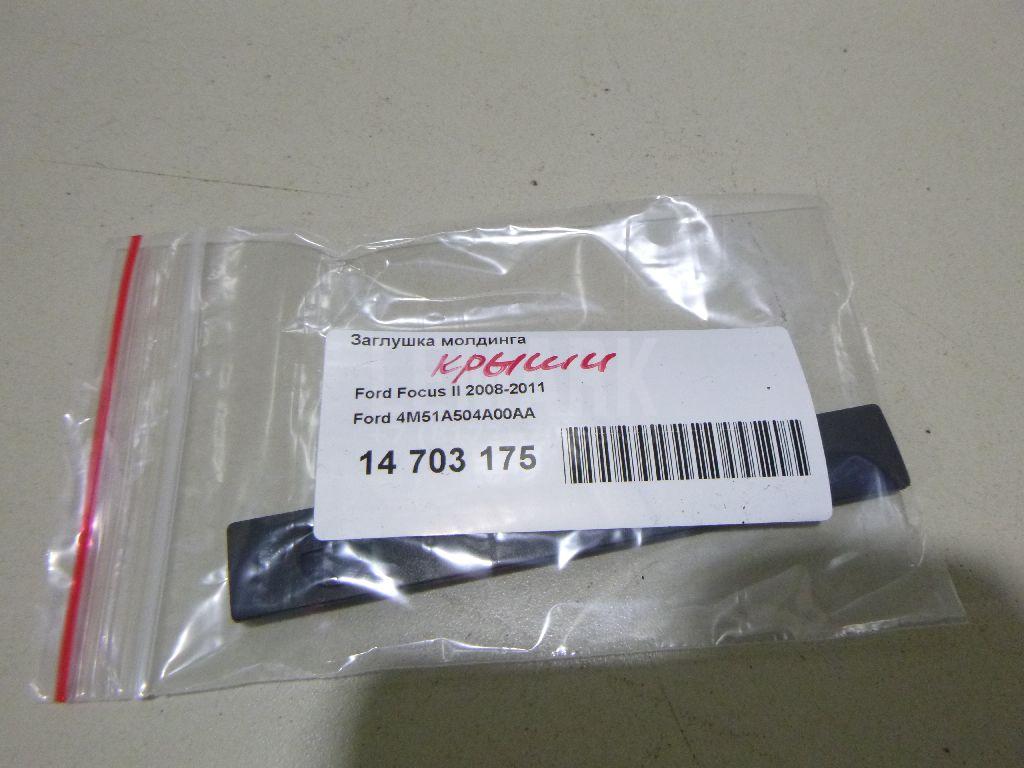 Заглушка молдинга
крыши
Ford Focus II 2008-2011
Ford 4M51A504A00AA
14 703 175